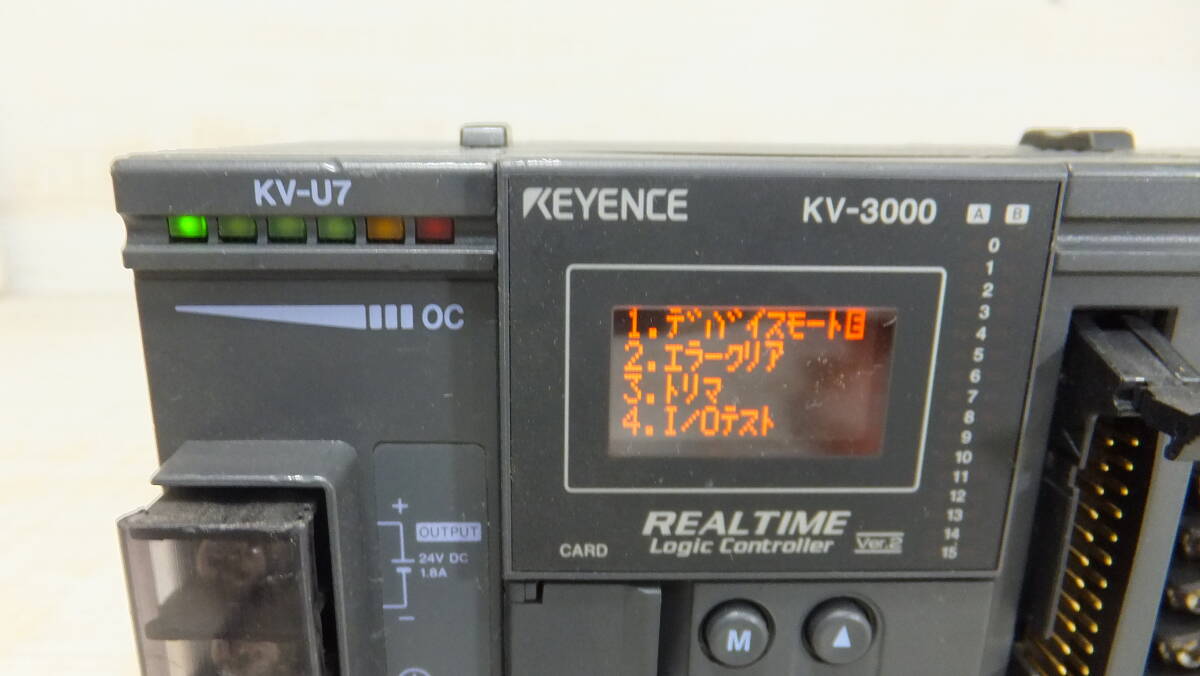 KV-U7
OC
OUTPUT
24V DC
1.8A
+
-
KEYENCE
KV-3000
A B
0
1
2
3
4
5
6
7
8
9
10
11
12
13
14
15
1.デバイスモード
2.エラークリア
3.トリマ
4.I/Oテスト
REALTIME
Logic Controller Ver.2
CARD
M
▲